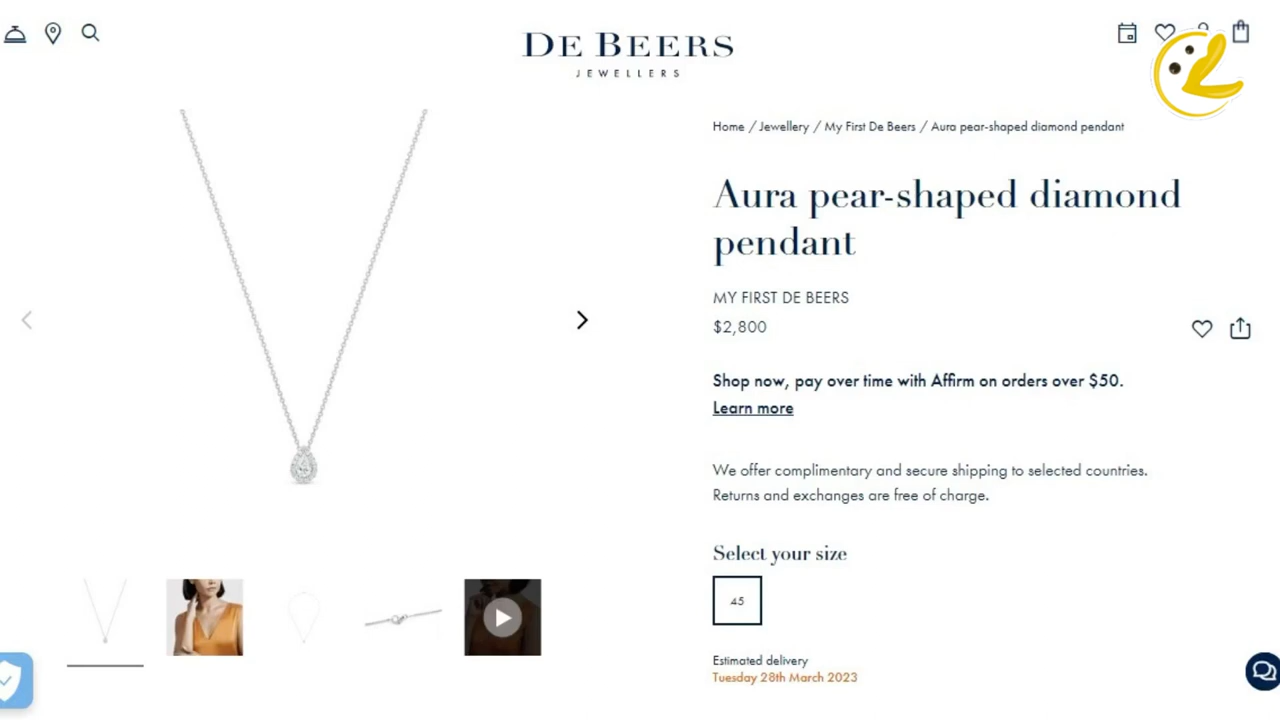 DE BEERS
JEWELLERS
Home / Jewellery / My First De Beers / Aura pear-shaped diamond pendant
Aura pear-shaped diamond
pendant
MY FIRST DE BEERS
$2,800
Shop now, pay over time with Affirm on orders over $50.
Learn more
We offer complimentary and secure shipping to selected countries.
Returns and exchanges are free of charge.
Select your size
45
Estimated delivery
Tuesday 28th March 2023